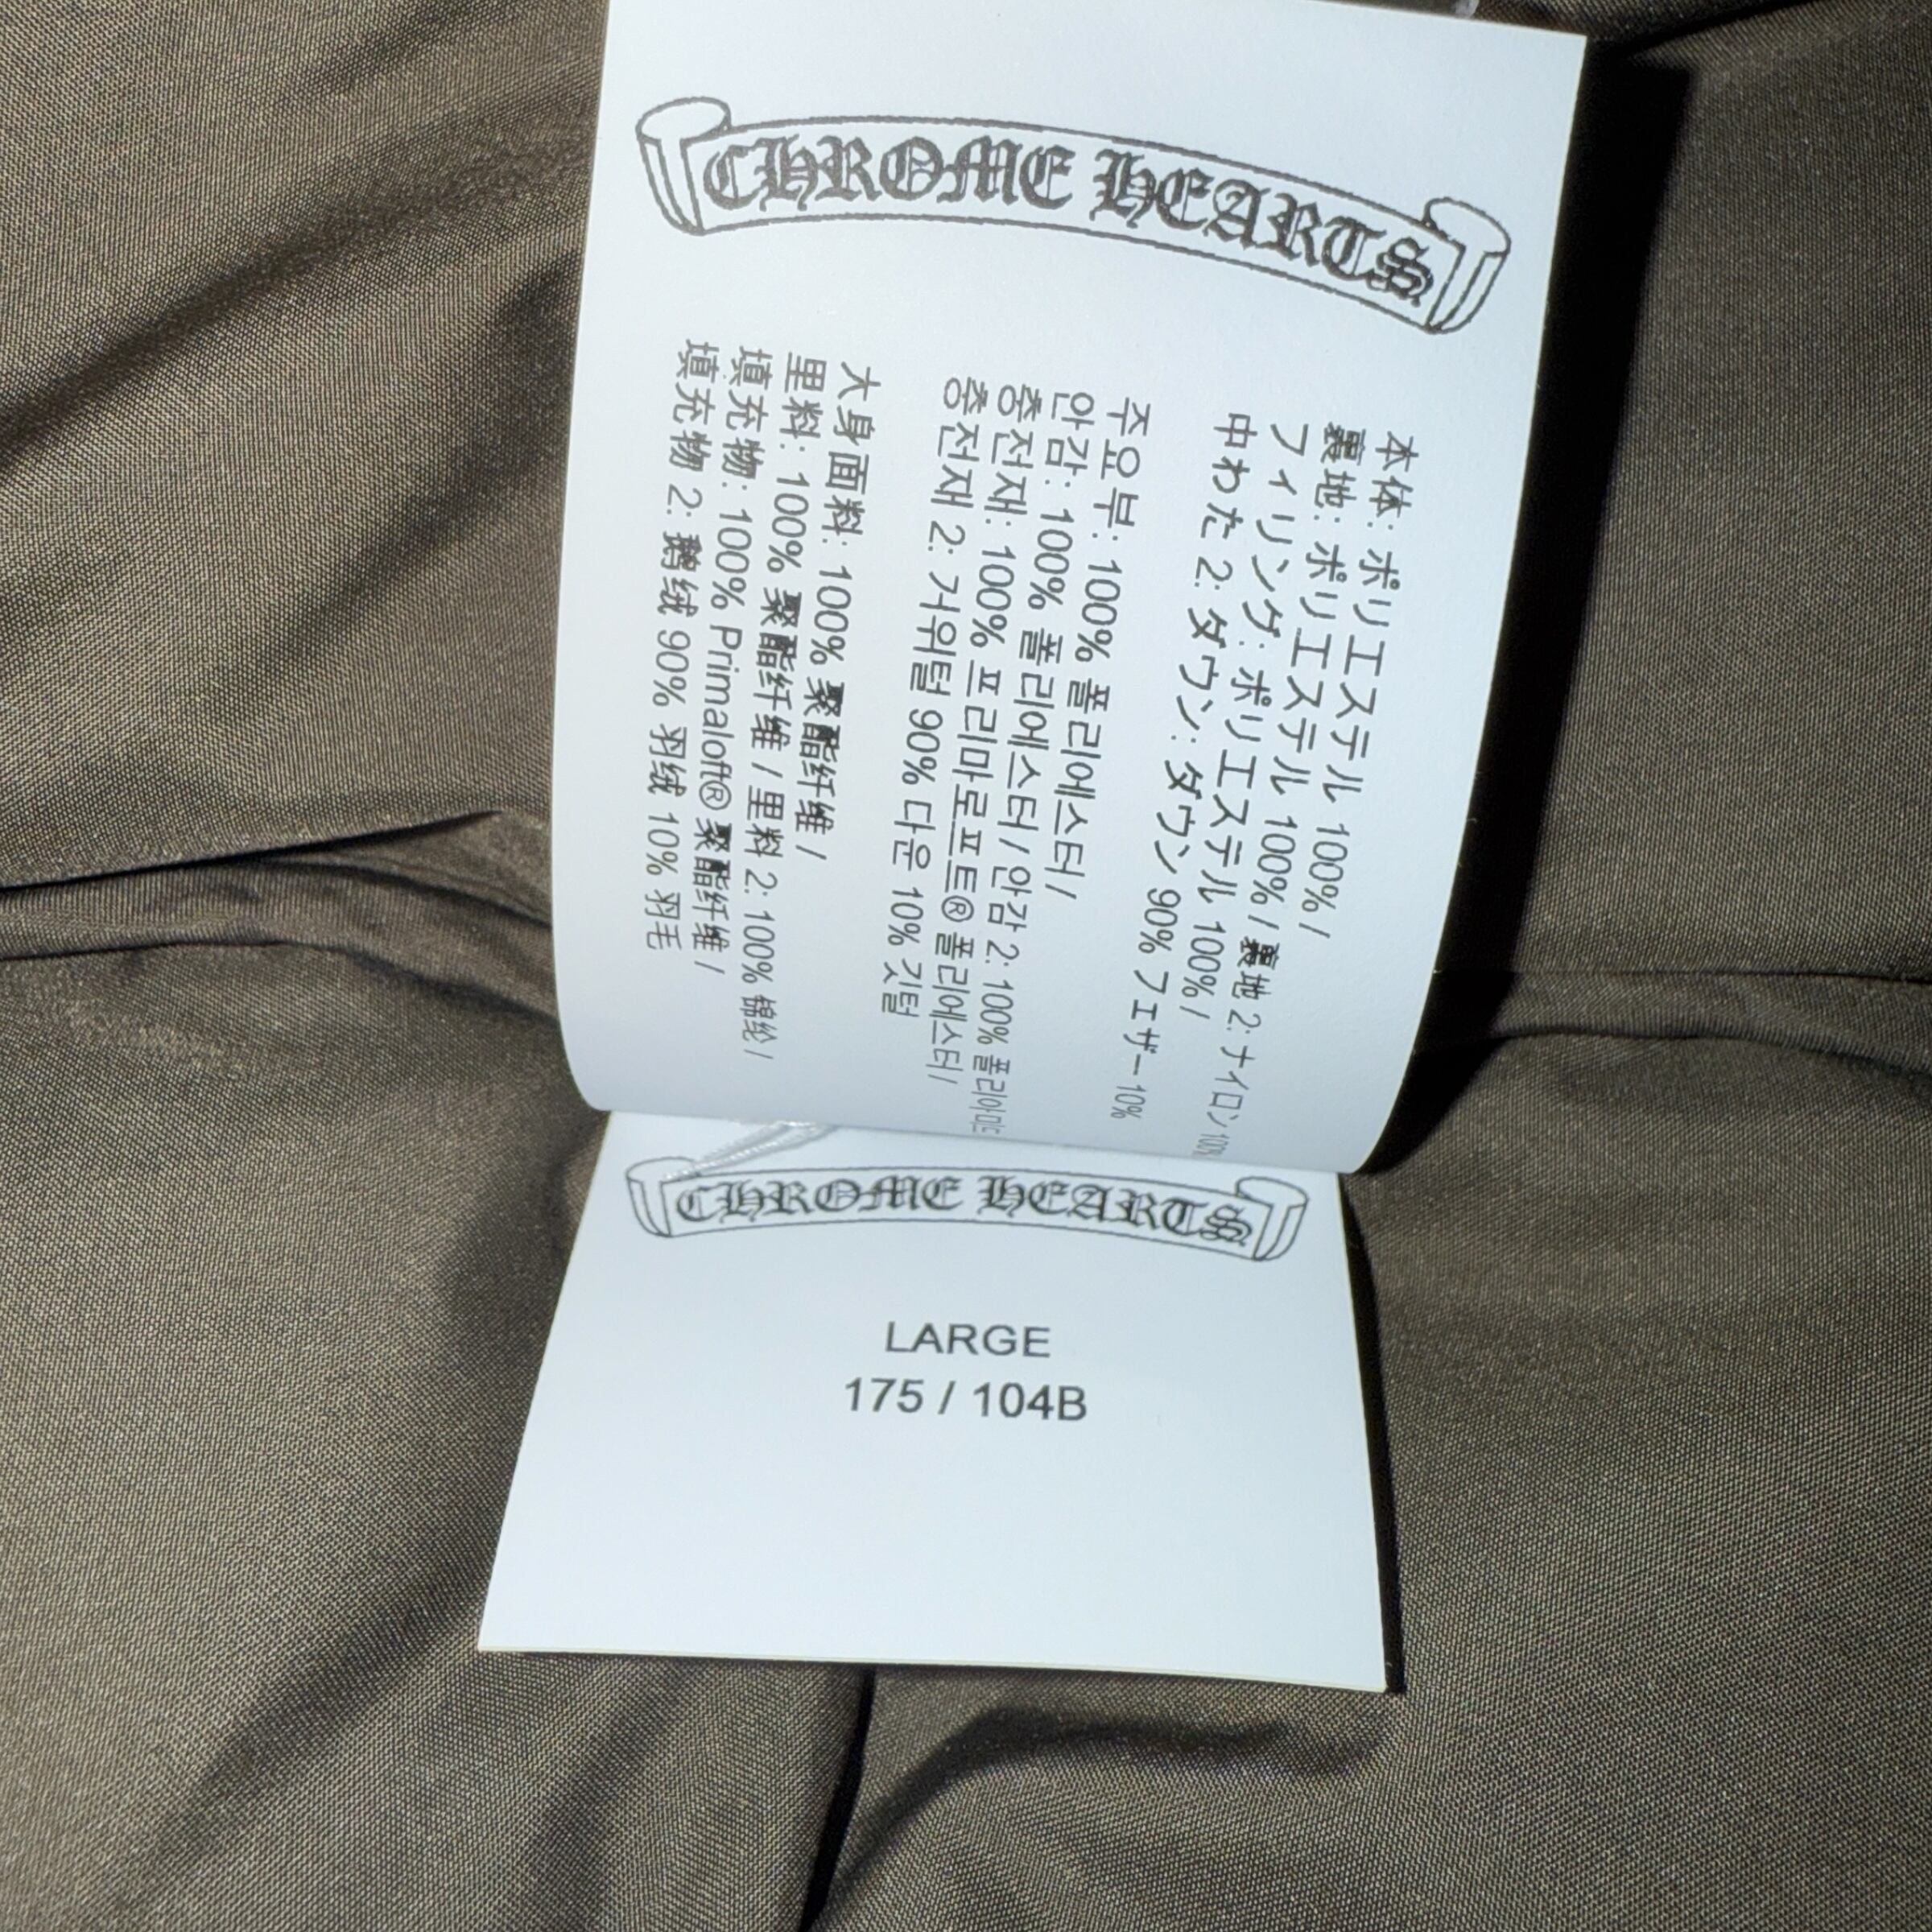 CHROME HEARTS
本体: ポリエステル 100% /
裏地: ポリエステル 100% / 裏地 2: ナイロン 100%
フィリング: ポリエステル 100% /
中わた 2: ダウン: ダウン 90% フェザー 10%
주요부: 100% 폴리에스터 /
안감: 100% 폴리에스터 / 안감 2: 100% 폴리아미드
충전재: 100% 프리마로프트® 폴리에스터 /
충전재 2: 거위털 90% 다운 10% 깃털
大身面料: 100% 聚酯纤维 /
里料: 100% 聚酯纤维 / 里料 2: 100% 锦纶 /
填充物: 100% Primaloft® 聚酯纤维 /
填充物 2: 鹅绒 90% 羽绒 10% 羽毛
CHROME HEARTS
LARGE
175 / 104B